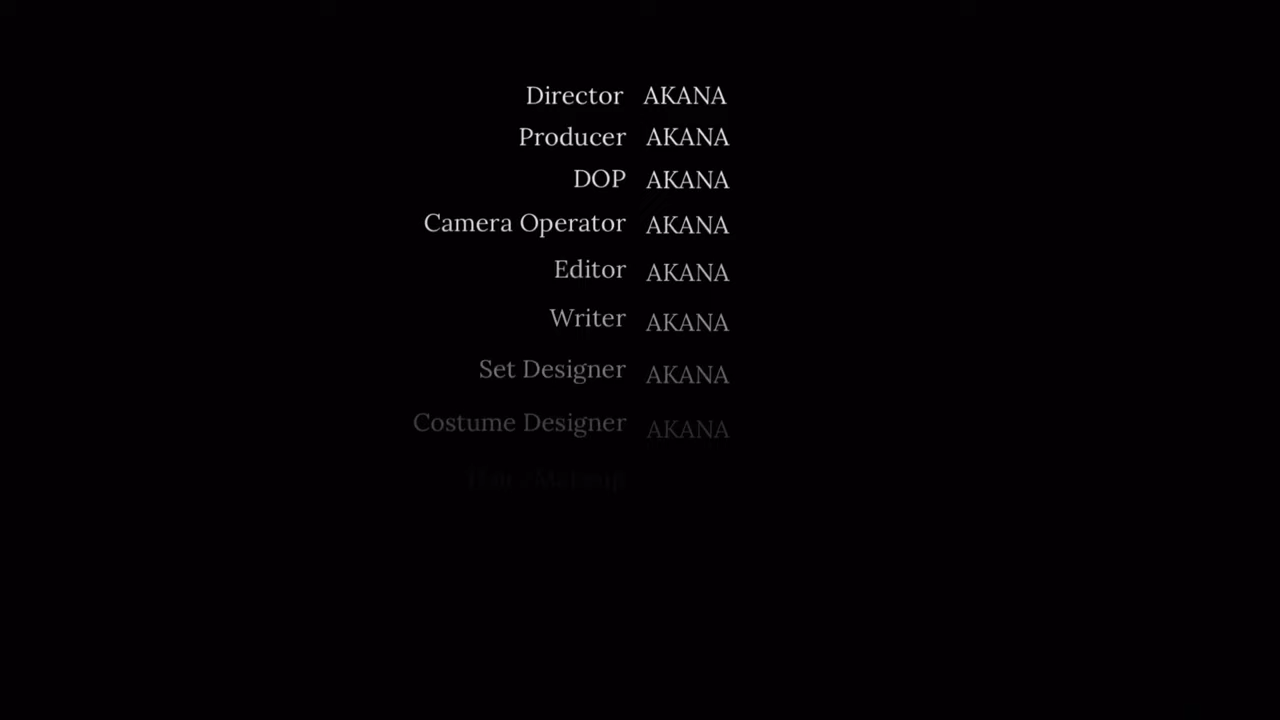 Director AKANA
Producer AKANA
DOP AKANA
Camera Operator AKANA
Editor AKANA
Writer AKANA
Set Designer AKANA
Costume Designer AKANA